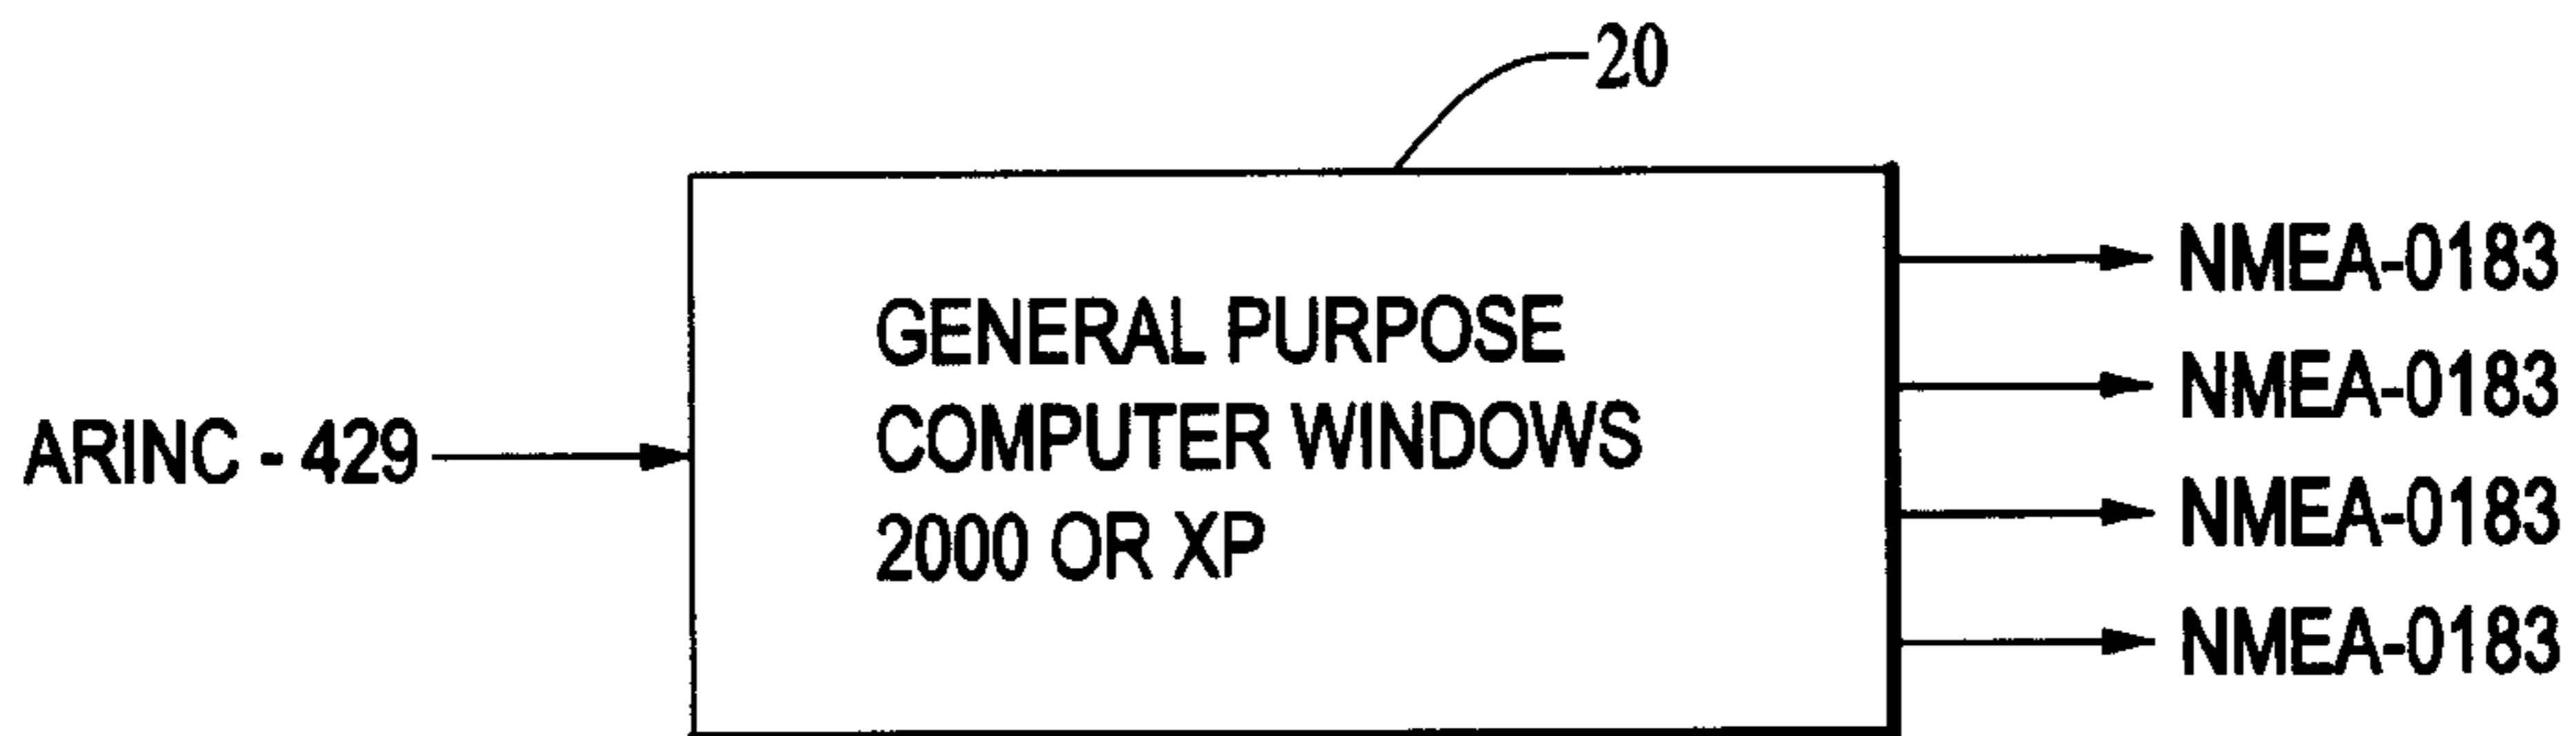 20
GENERAL PURPOSE
COMPUTER WINDOWS
2000 OR XP
ARINC - 429
NMEA-0183
NMEA-0183
NMEA-0183
NMEA-0183